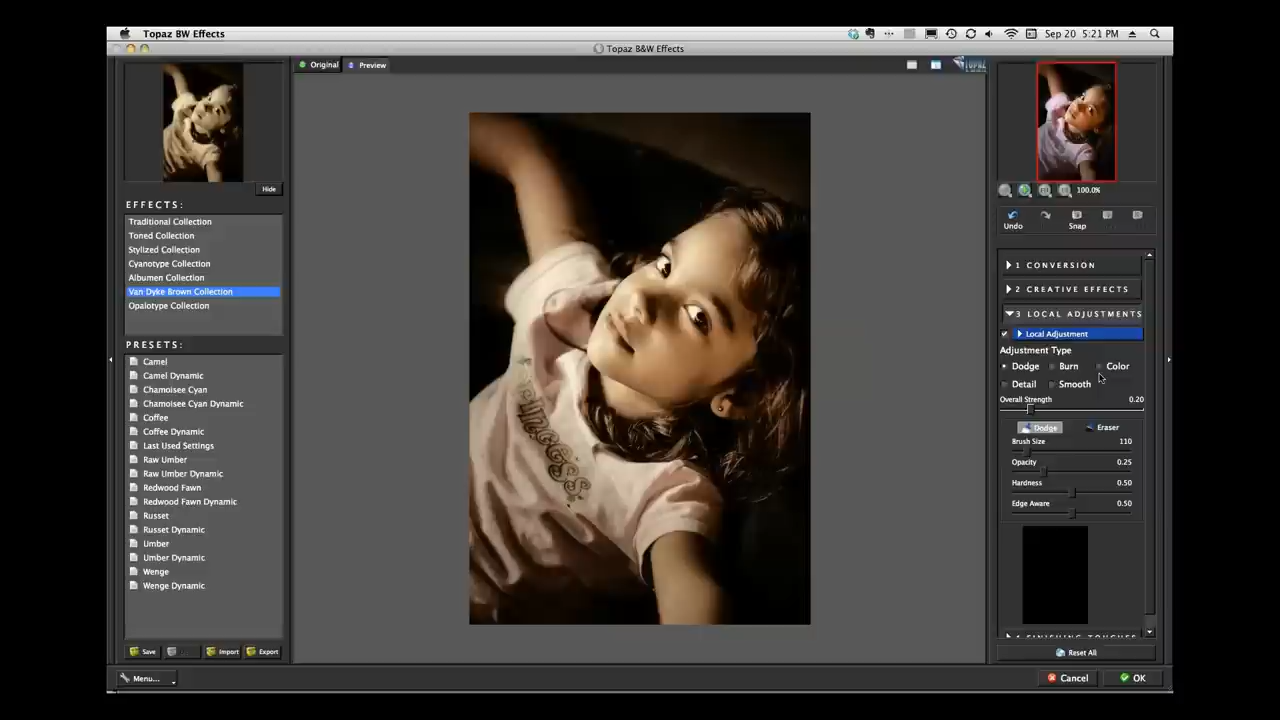 Topaz BW Effects
Sep 20 5:21 PM
Topaz B&W Effects
Original
Preview
TOPAZ
Hide
EFFECTS:
Traditional Collection
Toned Collection
Stylized Collection
Cyanotype Collection
Albumen Collection
Van Dyke Brown Collection
Opalotype Collection
PRESETS:
Camel
Camel Dynamic
Chamoisee Cyan
Chamoisee Cyan Dynamic
Coffee
Coffee Dynamic
Last Used Settings
Raw Umber
Raw Umber Dynamic
Redwood Fawn
Redwood Fawn Dynamic
Russet
Russet Dynamic
Umber
Umber Dynamic
Wenge
Wenge Dynamic
Save
Import
Export
Menu...
princess
100.0%
Undo
Snap
1 CONVERSION
2 CREATIVE EFFECTS
3 LOCAL ADJUSTMENTS
Local Adjustment
Adjustment Type
Dodge Burn Color
Detail Smooth
Overall Strength 0.20
Dodge Eraser
Brush Size 110
Opacity 0.25
Hardness 0.50
Edge Aware 0.50
4 FINISHING TOUCHES
Reset All
Cancel
OK